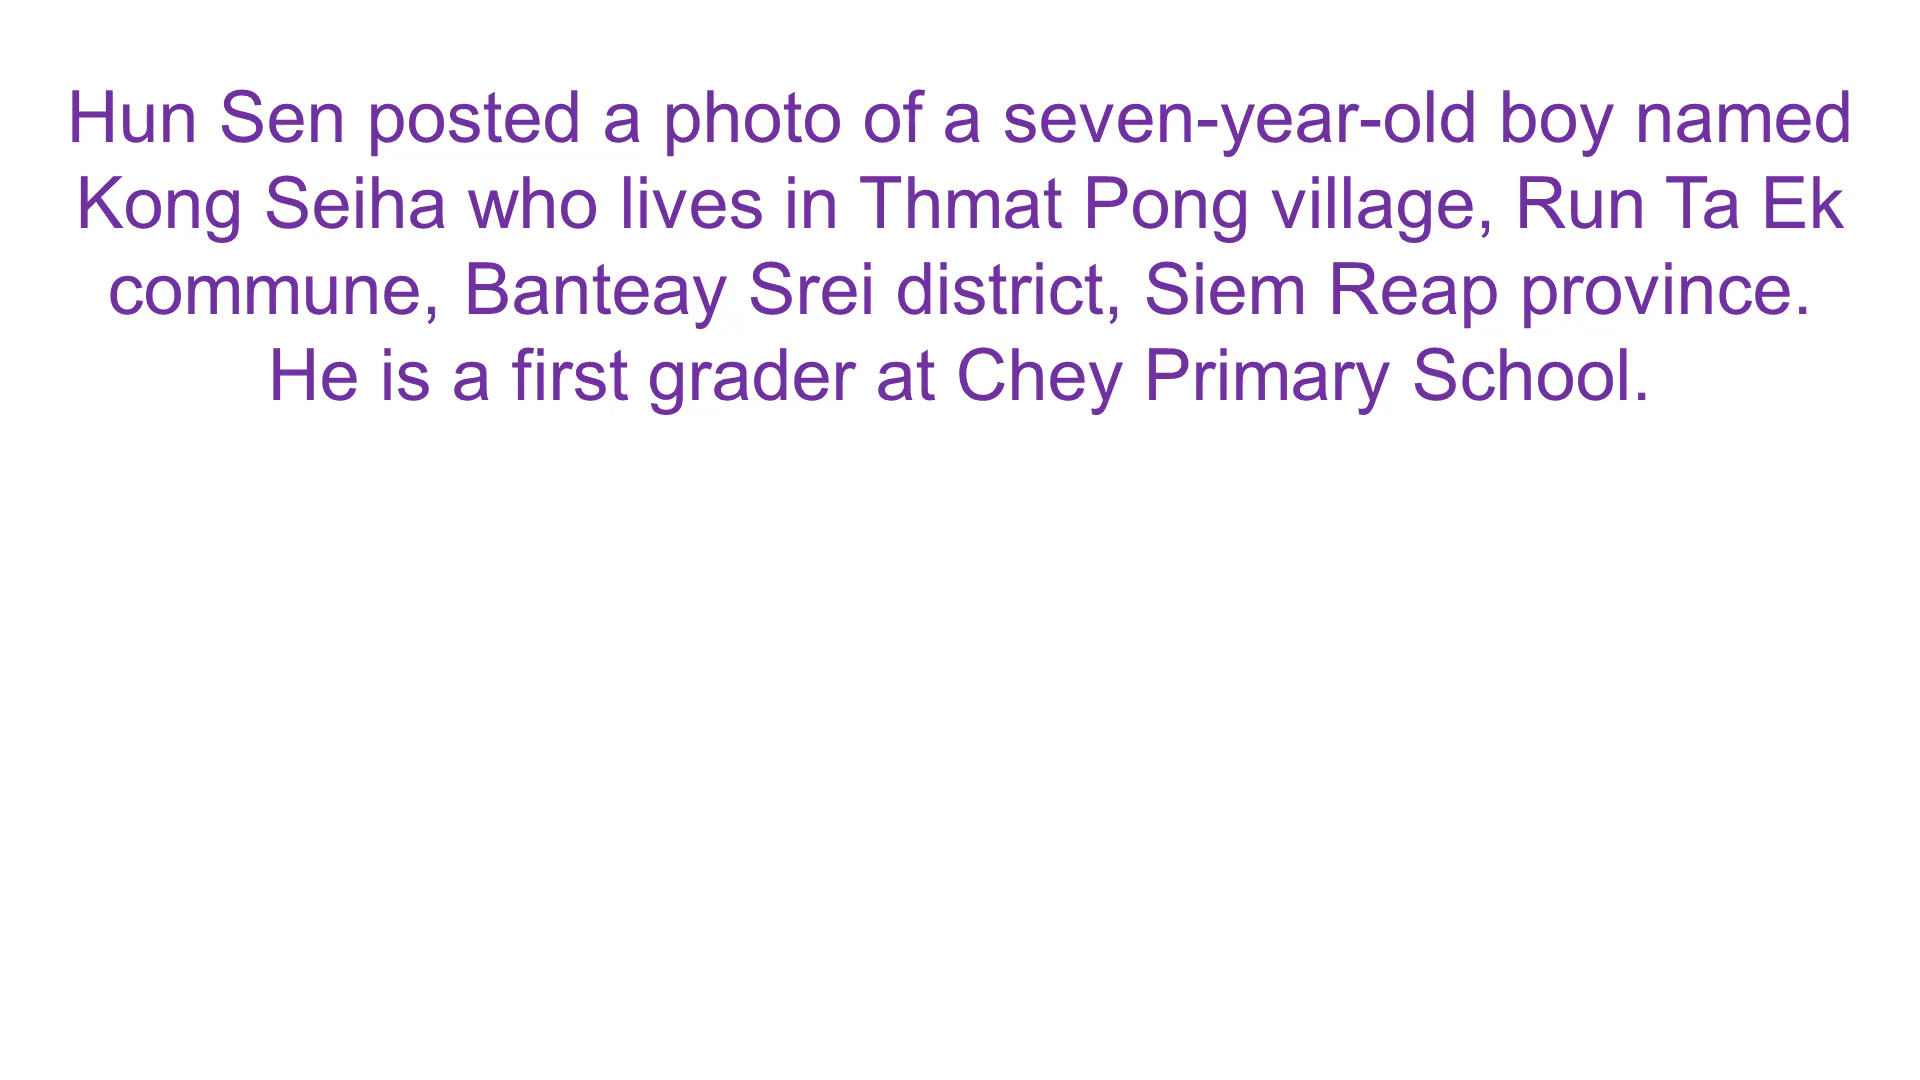 Hun Sen posted a photo of a seven-year-old boy named
Kong Seiha who lives in Thmat Pong village, Run Ta Ek
commune, Banteay Srei district, Siem Reap province.
He is a first grader at Chey Primary School.